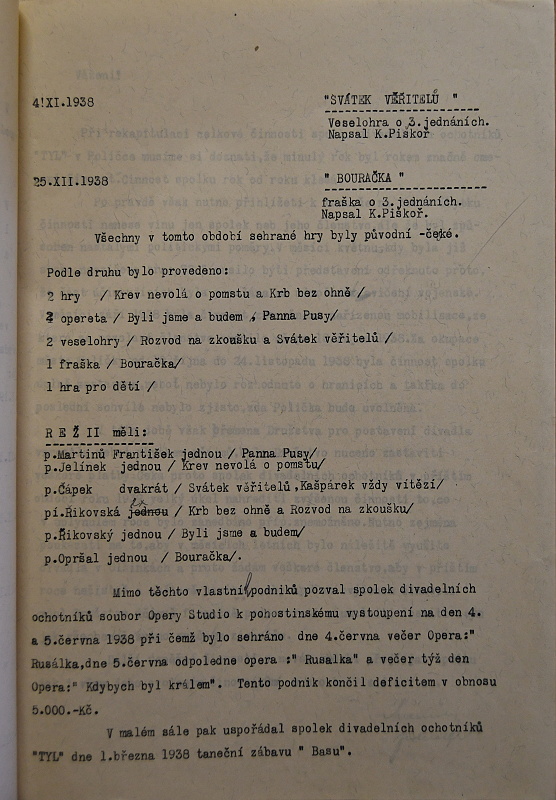 4!XI.1938 "SVÁTEK VĚŘITELŮ "
Veselohra o 3.jednáních.
Napsal K.Piskoř
25.XII.1938 " BOURAČKA "
fraška o 3.jednáních.
Napsal K.Piškoř.
Všechny v tomto období sehrané hry byly původní -české.
Podle druhu bylo provedeno:
2 hry / Krev nevolá o pomstu a Krb bez ohně /
2 opereta / Byli jsme a budem , Panna Pusy/
2 veselohry / Rozvod na zkoušku a Svátek věřitelů /
1 fraška / Bouračka/
1 hra pro děti /
R E Ž II měli:
p.Martinů František jednou / Panna Pusy/
p.Jelínek jednou / Krev nevolá o pomstu/
p.Čápek dvakrát / Svátek věřitelů ,Kašpárek vždy vítězí/
pí.Řikovská jednou 2x / Krb bez ohně a Rozvod na zkoušku/
p.Řikovský jednou / Byli jsme a budem/
p.Opršal jednou / Bouračka/.
Mimo těchto vlastní podniků pozval spolek divadelních
ochotníků soubor Opery Studio k pohostinskému vystoupení na den 4.
a 5.června 1938 při čemž bylo sehráno dne 4.června večer Opera:"
Rusálka,dne 5.června odpoledne opera :" Rusalka" a večer týž den
Opera:" Kdybych byl králem". Tento podnik končil deficitem v obnosu
5.000.-Kč.
V malém sále pak uspořádal spolek divadelních ochotníků
"TYL" dne 1.března 1938 taneční zábavu " Basu".